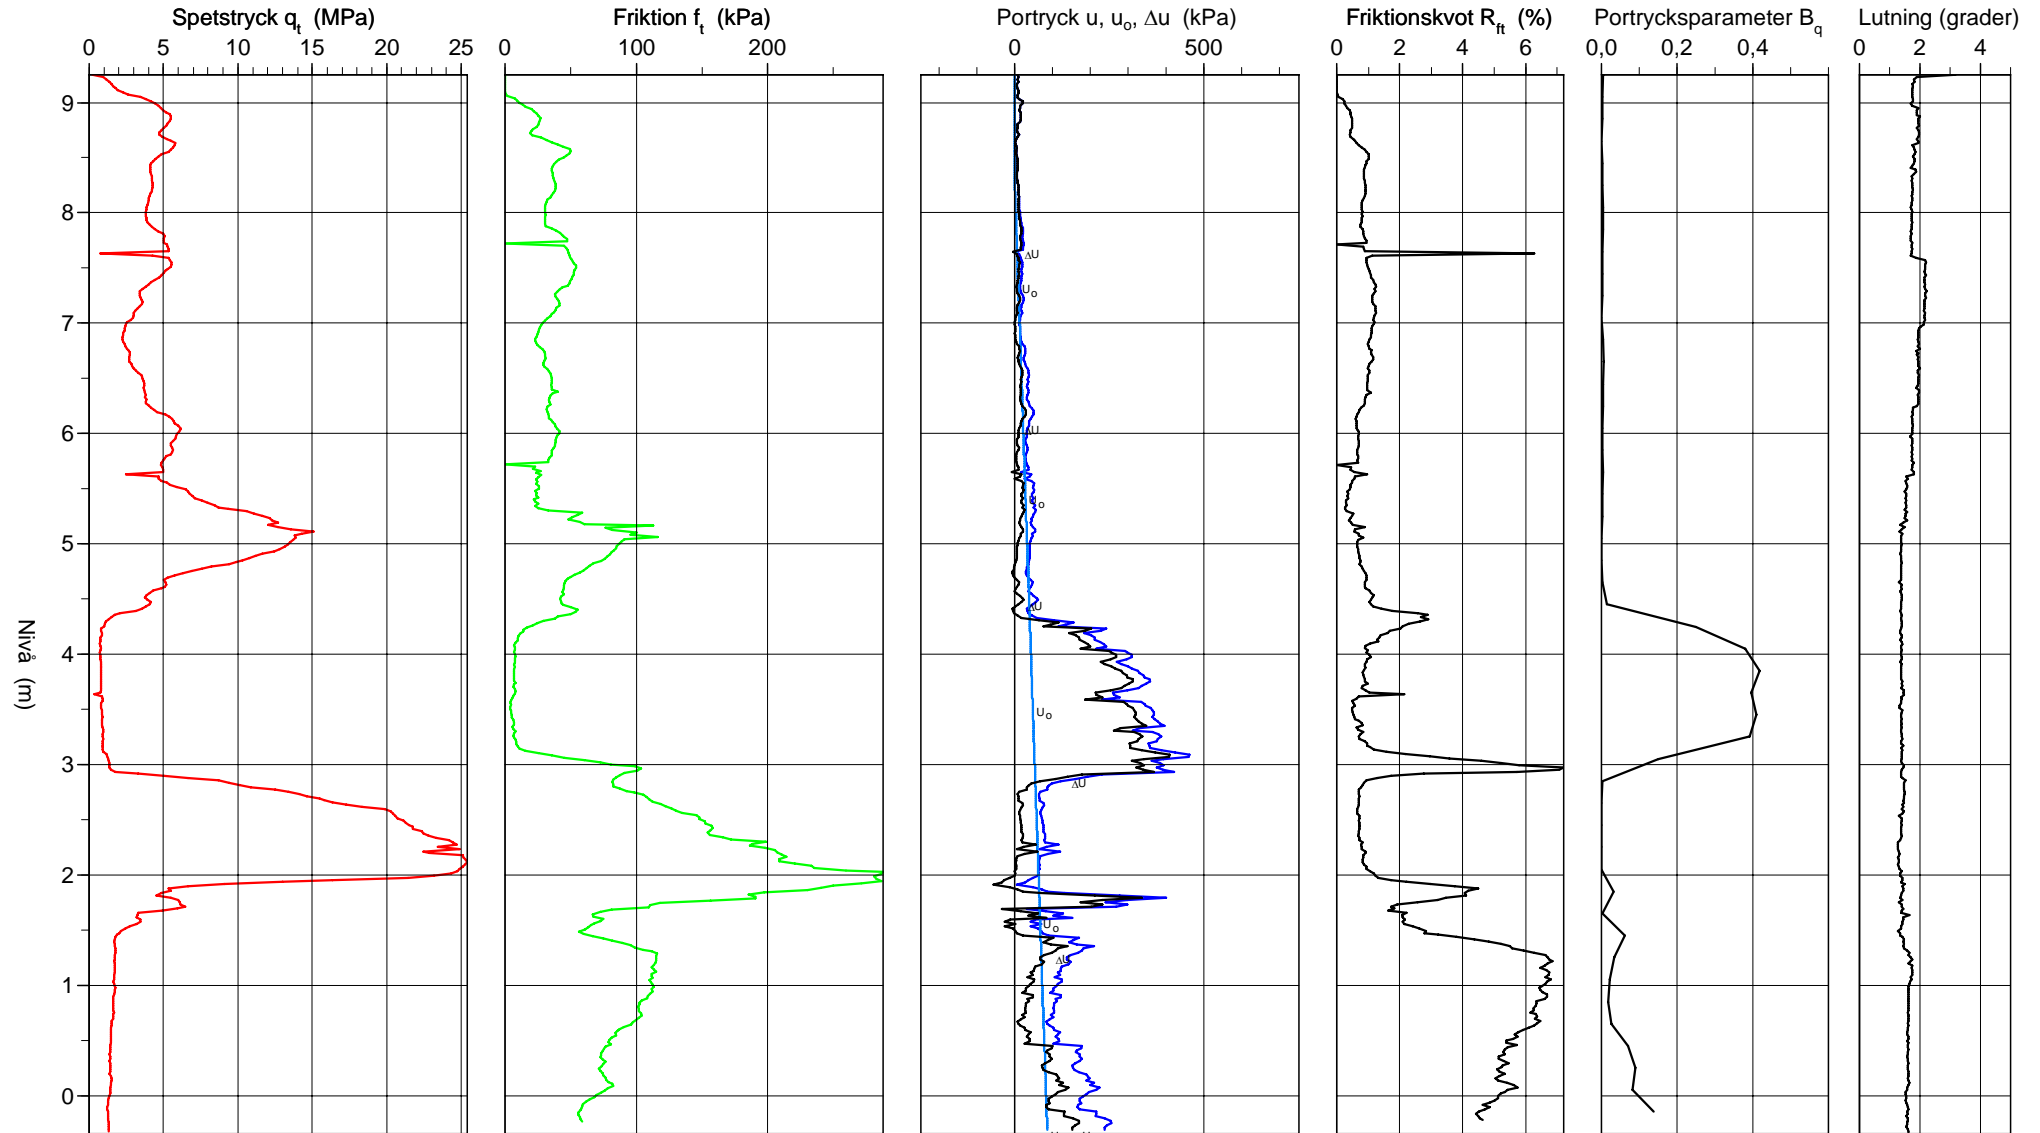 Spetstryck qt (MPa) Friktion ft (kPa) Portryck u, uo, Δu (kPa) Friktionskvot Rft (%) Portrycksparameter Bq Lutning (grader)
0 5 10 15 20 25 0 100 200 0 500 0 2 4 6 0,0 0,2 0,4 0 2 4
9
8
ΔU
Uo
7
6
ΔU
Uo
5
ΔU
4
Nivå (m)
Uo
3
ΔU
2
Uo
ΔU
1
0